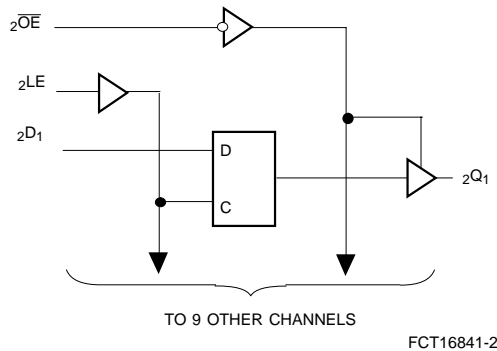 2OE
2LE
2D1
D
C
2Q1
TO 9 OTHER CHANNELS
FCT16841-2